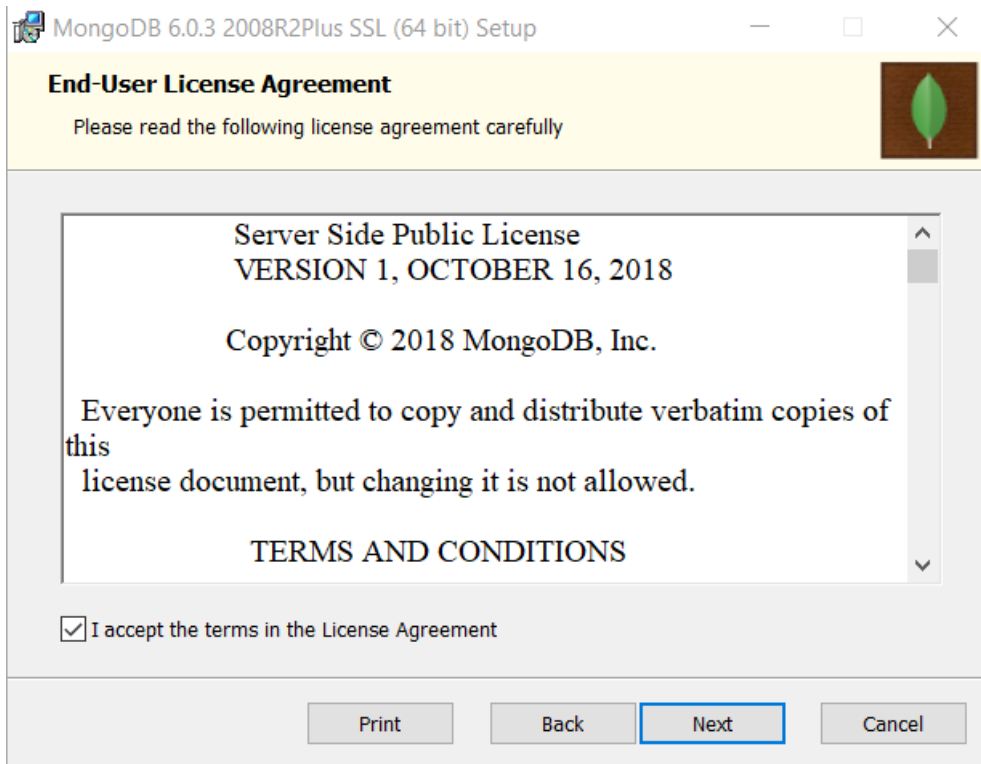 MongoDB 6.0.3 2008R2Plus SSL (64 bit) Setup
End-User License Agreement
Please read the following license agreement carefully
Server Side Public License
VERSION 1, OCTOBER 16, 2018
Copyright © 2018 MongoDB, Inc.
Everyone is permitted to copy and distribute verbatim copies of
this
license document, but changing it is not allowed.
TERMS AND CONDITIONS
I accept the terms in the License Agreement
Print Back Next Cancel